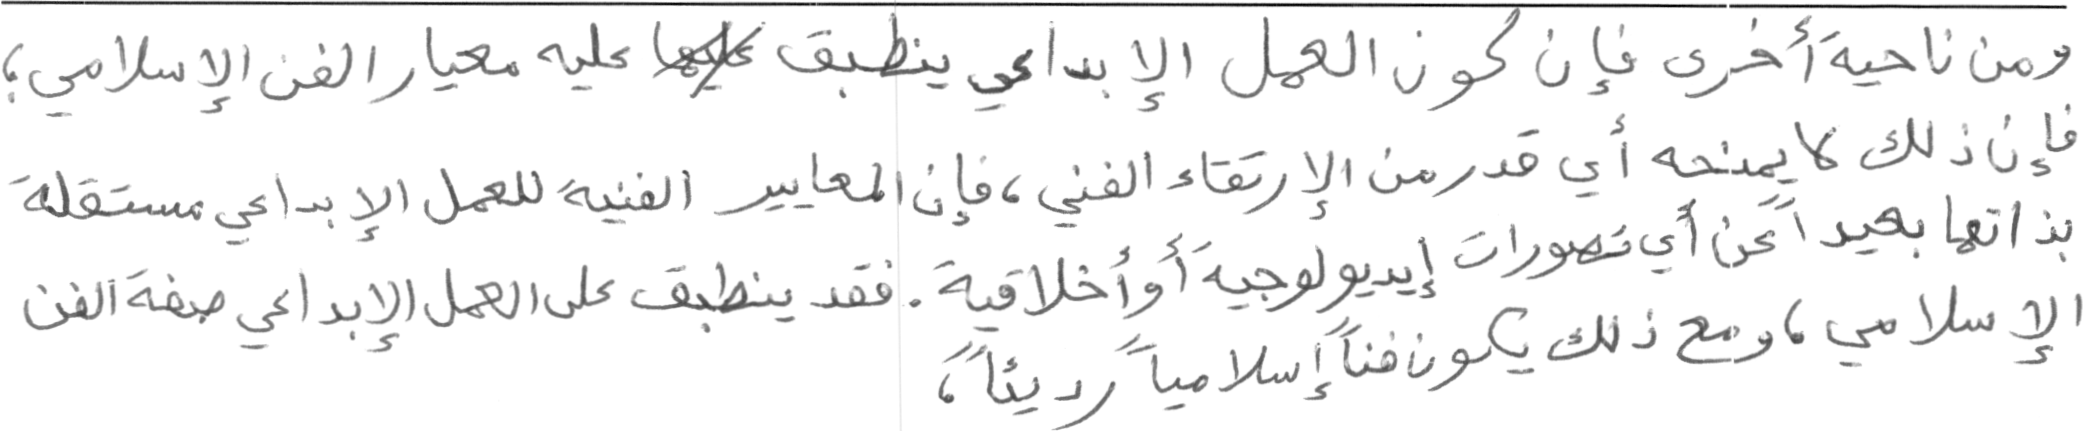 ومن ناحية أخرى فإن كون العمل الإبداعي ينطبق عليها عليه معيار الفن الإسلامي؛
فإن ذلك لا يمنحه أي قدر من الإرتقاء الفني، فإن المعايير الفنية للعمل الإبداعي مستقلة
بذاتها بعيداً عن أي تصورات إيديولوجية أو أخلاقية. فقد ينطبق على العمل الإبداعي صفة الفن
الإسلامي، ومع ذلك يكون فناً إسلامياً رديئاً،